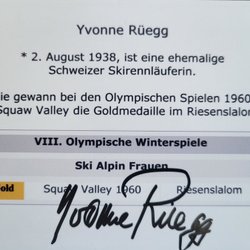 Yvonne Rüegg
* 2. August 1938, ist eine ehemalige
Schweizer Skirennläuferin.
ie gewann bei den Olympischen Spielen 1960
Squaw Valley die Goldmedaille im Riesenslalom
VIII. Olympische Winterspiele
Ski Alpin Frauen
Gold Squaw Valley 1960 Riesenslalom
Yvonne Rüegg